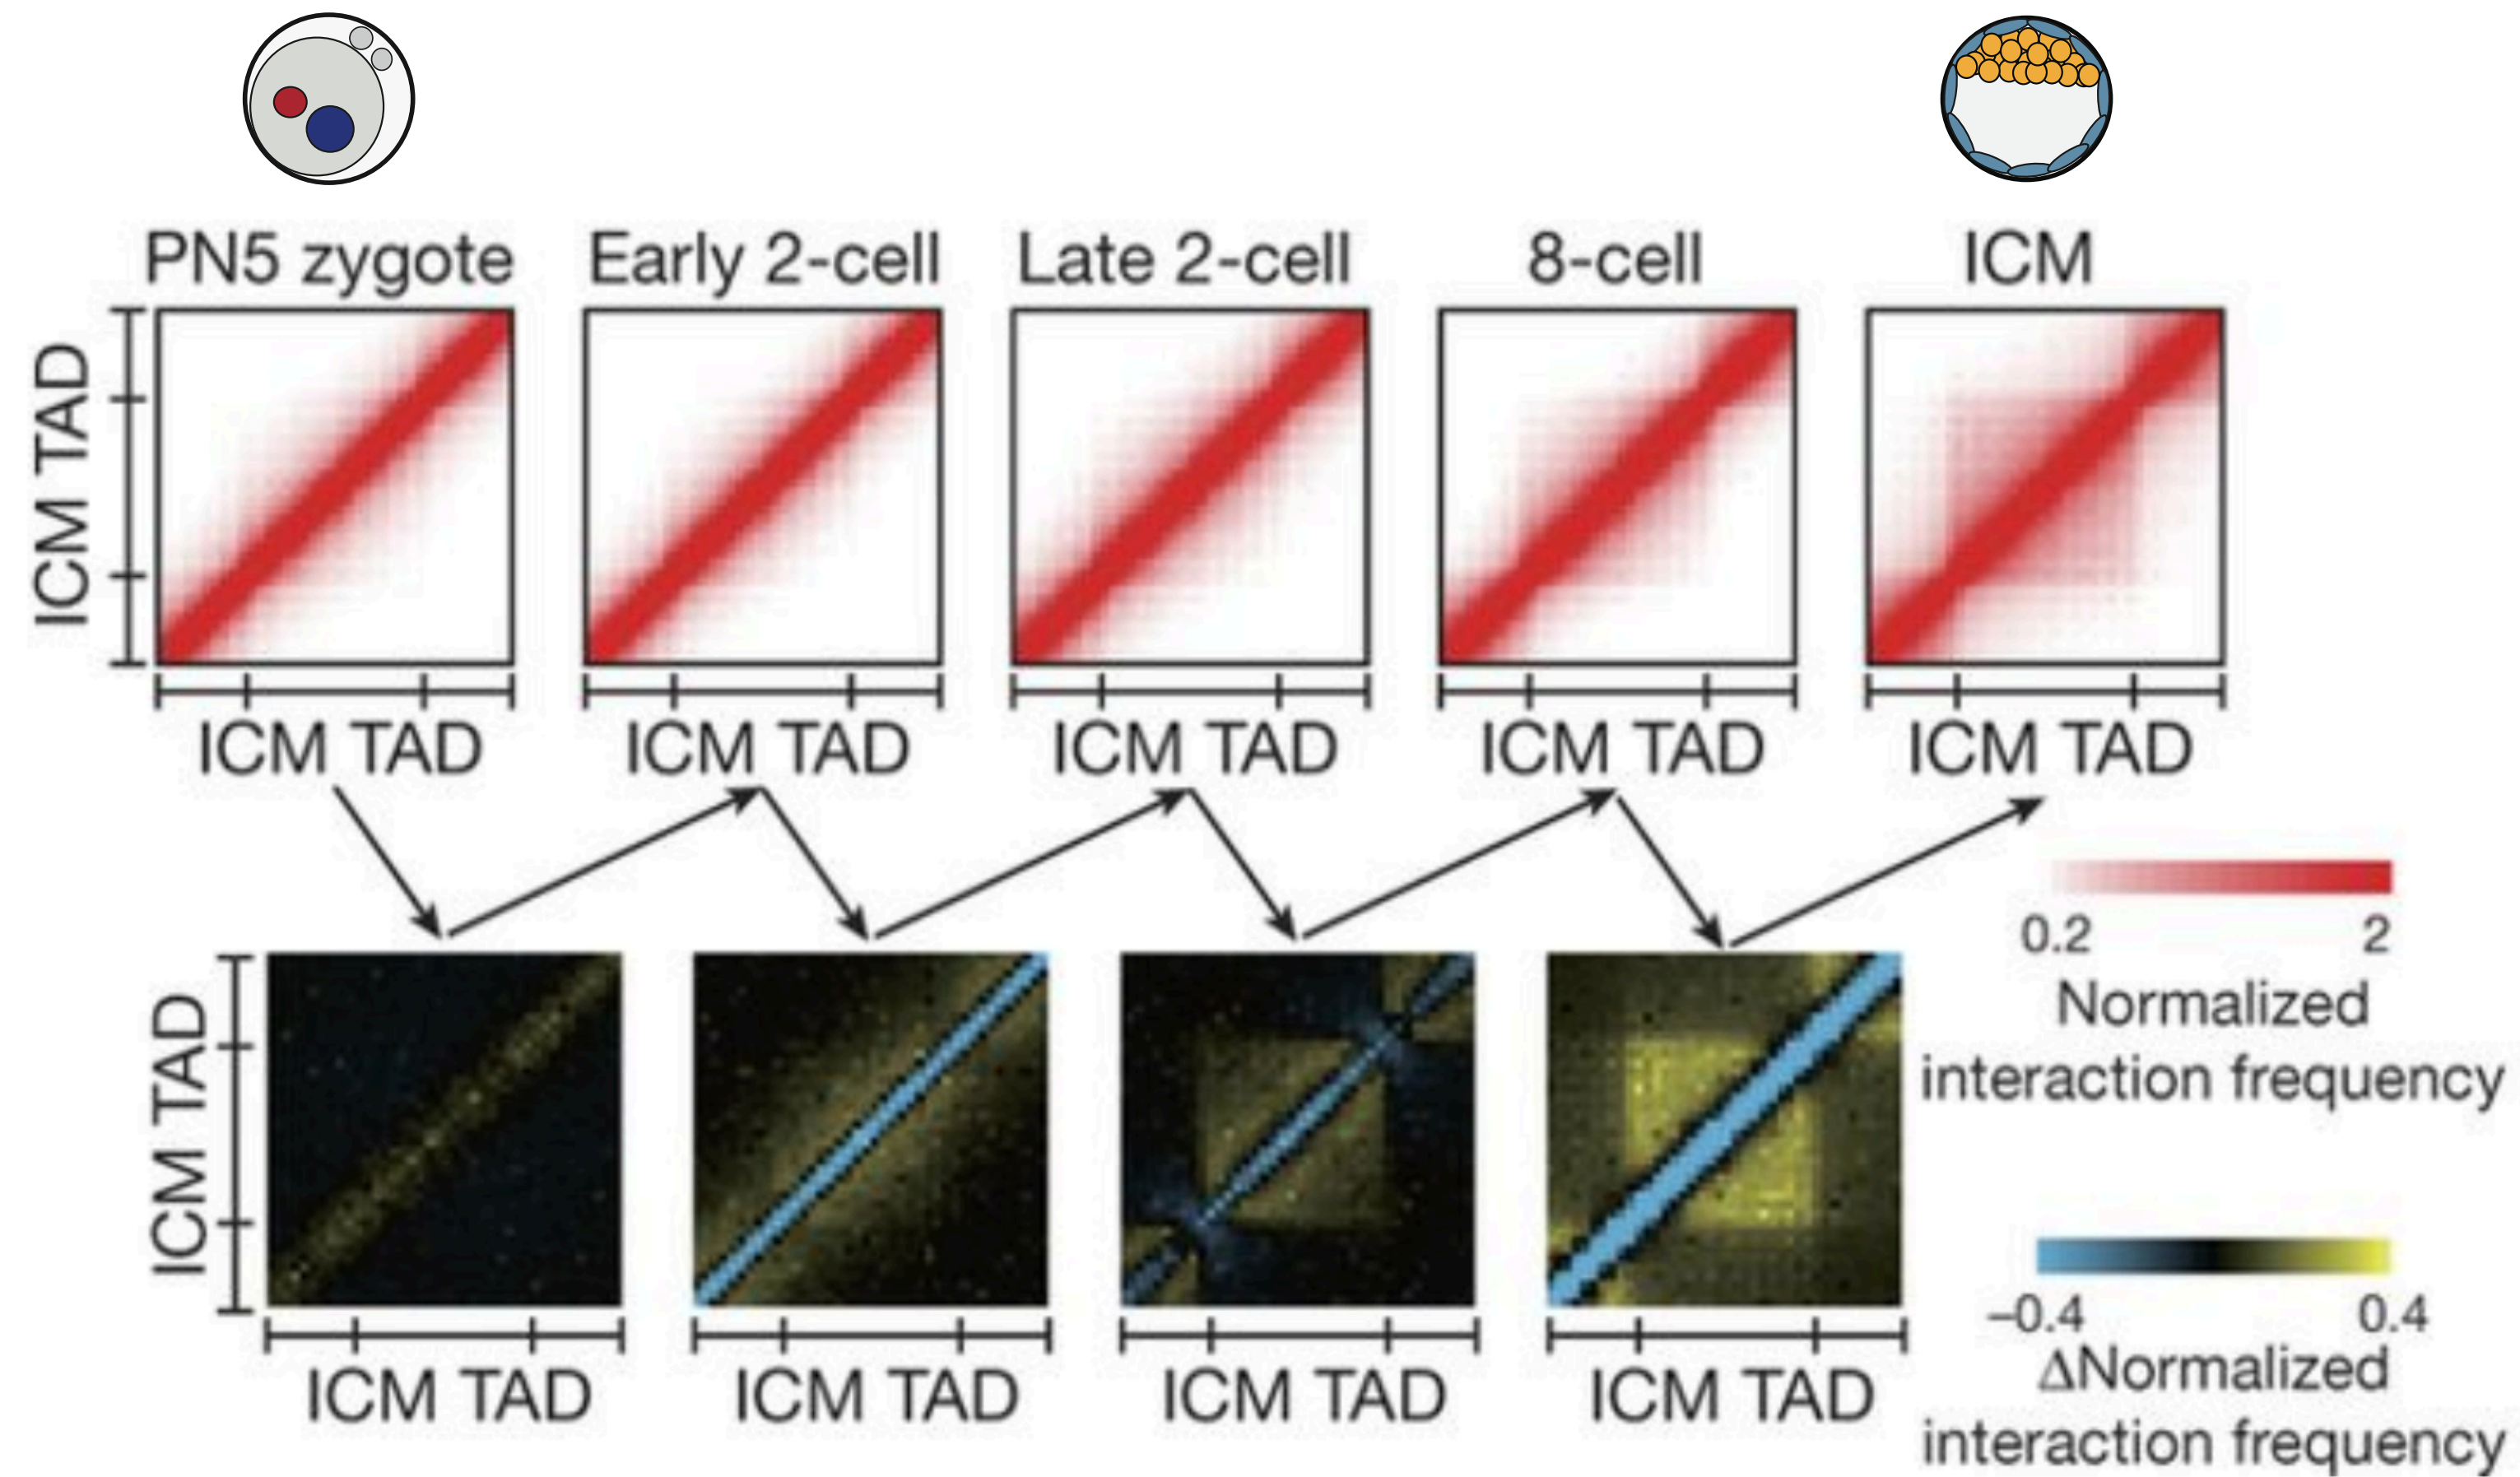 PN5 zygote
Early 2-cell
Late 2-cell
8-cell
ICM
ICM TAD
ICM TAD
ICM TAD
ICM TAD
ICM TAD
ICM TAD
0.2
2
Normalized
interaction frequency
ICM TAD
ICM TAD
ICM TAD
ICM TAD
ICM TAD
–0.4
0.4
ΔNormalized
interaction frequency